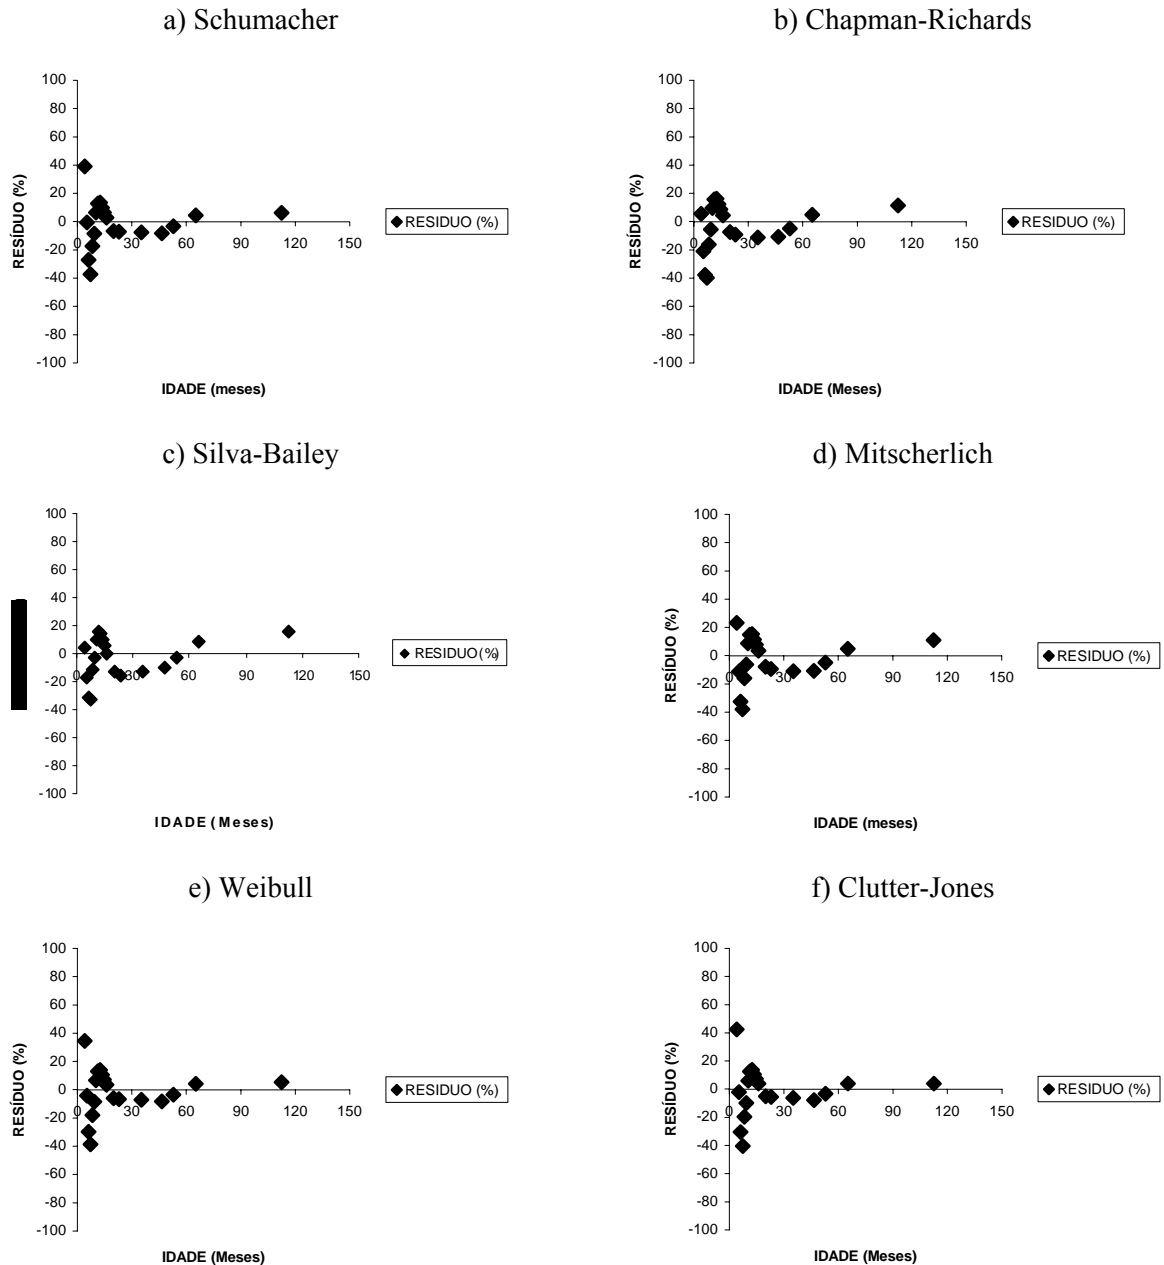 a) Schumacher
100
80
60
40
20
0
-20
-40
-60
-80
-100
0 30 60 90 120 150
RESÍDUO (%)
IDADE (meses)
RESIDUO (%)
b) Chapman-Richards
100
80
60
40
20
0
-20
-40
-60
-80
-100
0 30 60 90 120 150
RESÍDUO (%)
IDADE (Meses)
RESIDUO (%)
c) Silva-Bailey
100
80
60
40
20
0
-20
-40
-60
-80
-100
0 30 60 90 120 150
IDADE (Meses)
RESIDUO(%)
d) Mitscherlich
100
80
60
40
20
0
-20
-40
-60
-80
-100
0 30 60 90 120 150
RESÍDUO (%)
IDADE (meses)
RESIDUO (%)
e) Weibull
100
80
60
40
20
0
-20
-40
-60
-80
-100
0 30 60 90 120 150
RESÍDUO (%)
IDADE (Meses)
RESIDUO (%)
f) Clutter-Jones
100
80
60
40
20
0
-20
-40
-60
-80
-100
0 30 60 90 120 150
RESÍDUO (%)
IDADE (Meses)
RESIDUO (%)